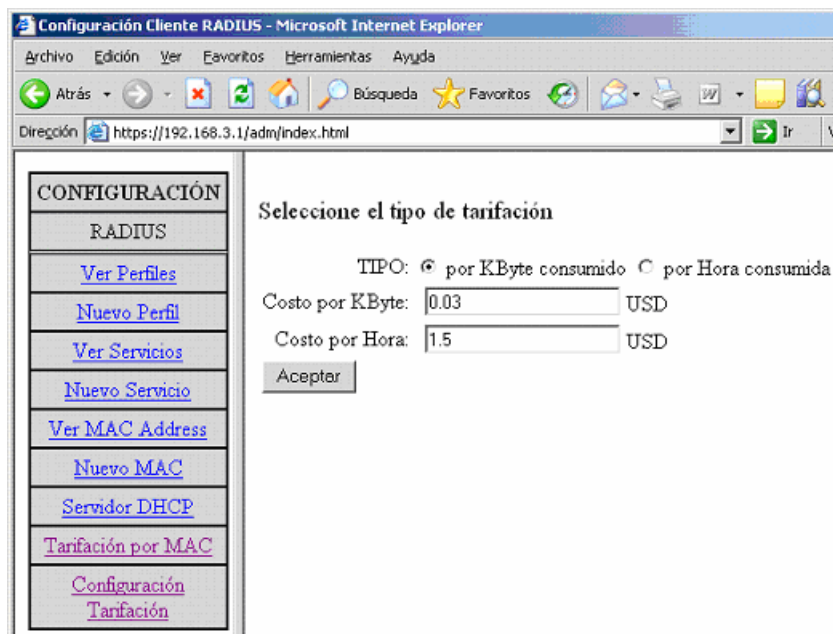 Configuración Cliente RADIUS - Microsoft Internet Explorer
Archivo Edición Ver Favoritos Herramientas Ayuda
Atrás Búsqueda Favoritos W
Dirección https://192.168.3.1/adm/index.html Ir
CONFIGURACIÓN
RADIUS
Ver Perfiles
Nuevo Perfil
Ver Servicios
Nuevo Servicio
Ver MAC Address
Nuevo MAC
Servidor DHCP
Tarifación por MAC
Configuración
Tarifación
Seleccione el tipo de tarifación
TIPO: por KByte consumido por Hora consumida
Costo por KByte: 0.03 USD
Costo por Hora: 1.5 USD
Aceptar